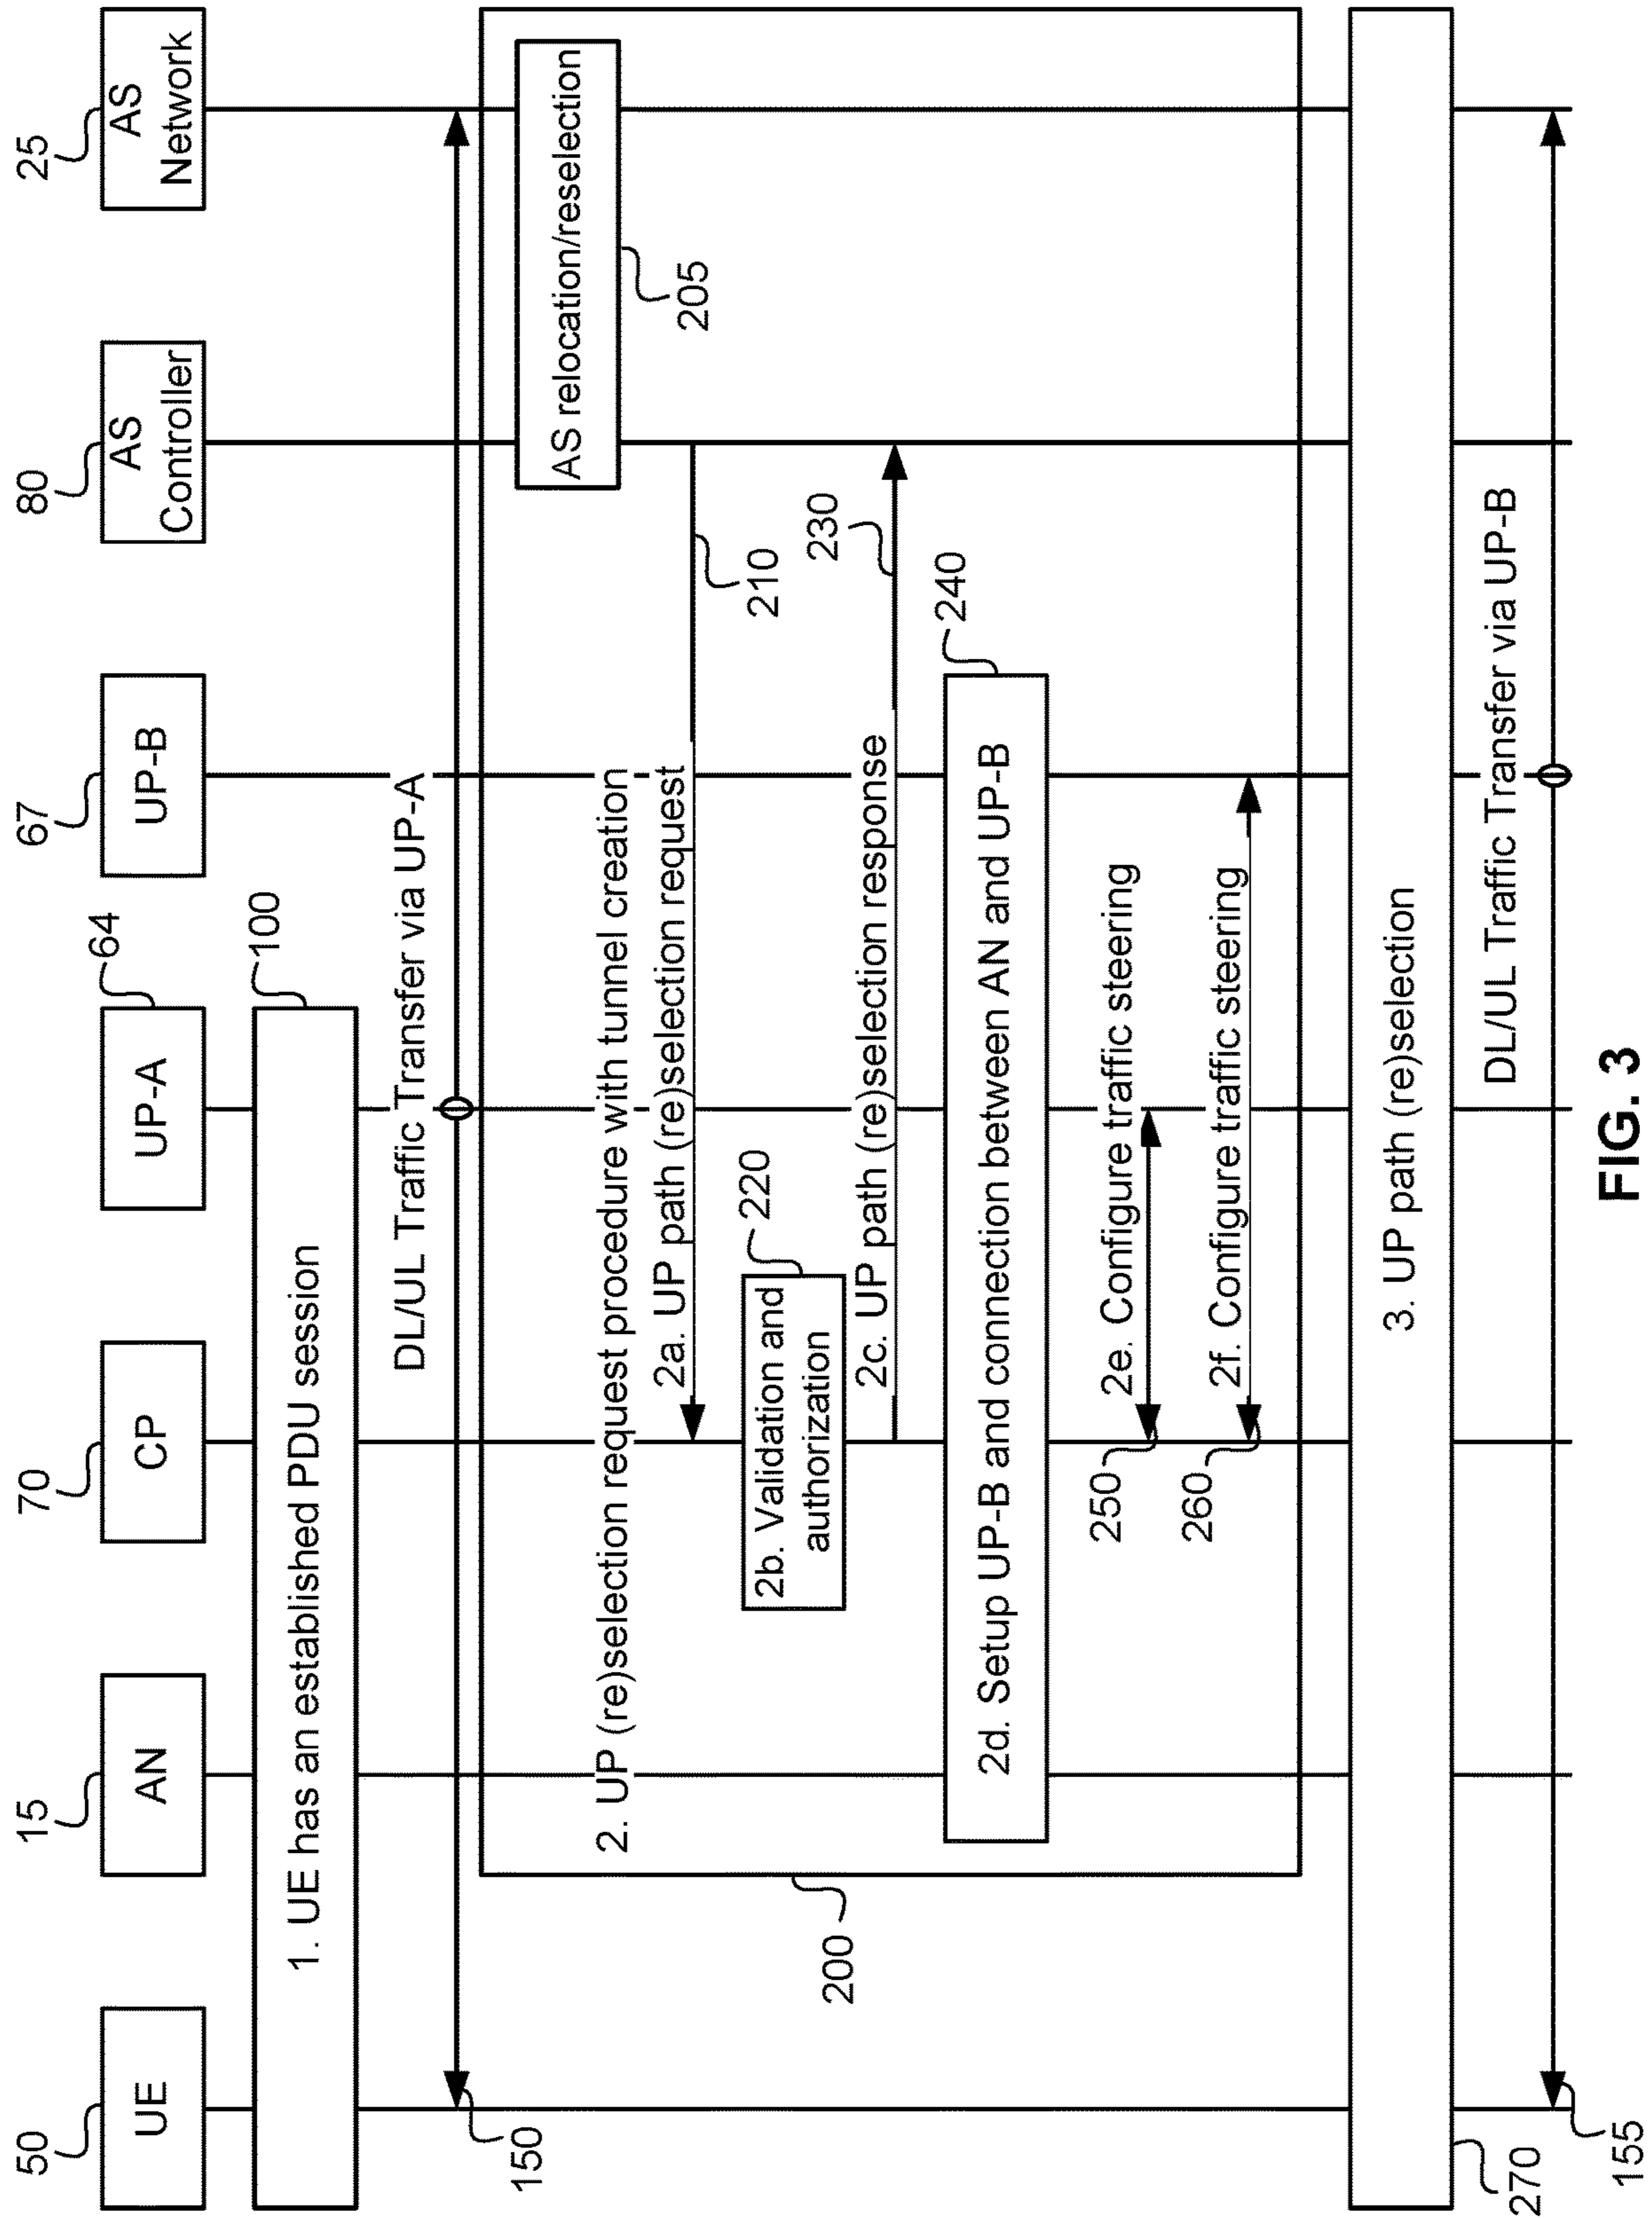 50
15
70
64
67
80
25
UE
AN
CP
UP-A
UP-B
AS
Controller
AS
Network
100
1. UE has an established PDU session
DL/UL Traffic Transfer via UP-A
150
AS relocation/reselection
205
2. UP (re)selection request procedure with tunnel creation
2a. UP path (re)selection request
210
220
2b. Validation and
authorization
230
2c. UP path (re)selection response
200
240
2d. Setup UP-B and connection between AN and UP-B
2e. Configure traffic steering
250
2f. Configure traffic steering
260
3. UP path (re)selection
270
DL/UL Traffic Transfer via UP-B
155
FIG. 3